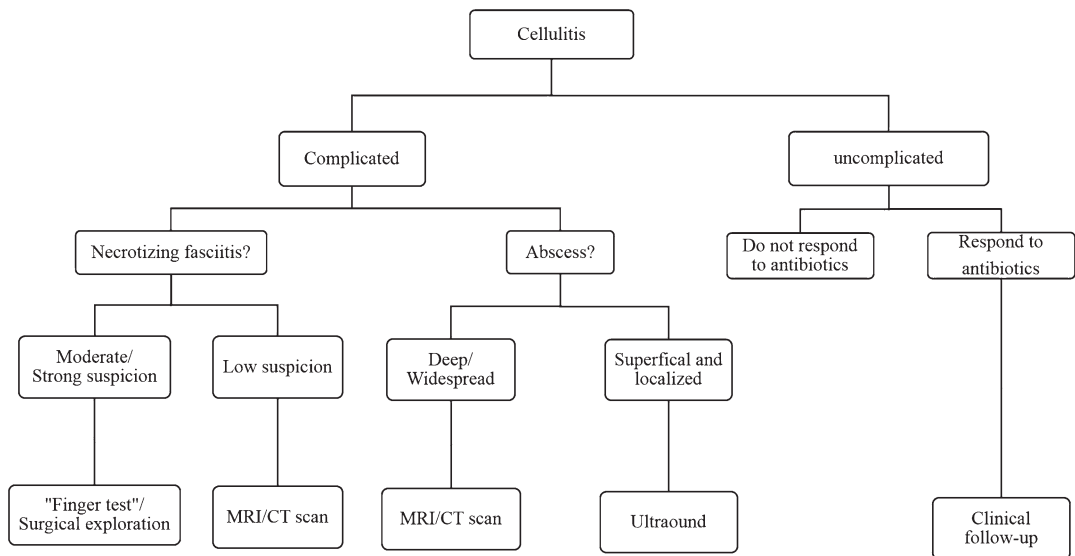 Cellulitis
Complicated
uncomplicated
Necrotizing fasciitis?
Abscess?
Do not respond
to antibiotics
Respond to
antibiotics
Moderate/
Strong suspicion
Low suspicion
Deep/
Widespread
Superfical and
localized
"Finger test"/
Surgical exploration
MRI/CT scan
MRI/CT scan
Ultraound
Clinical
follow-up